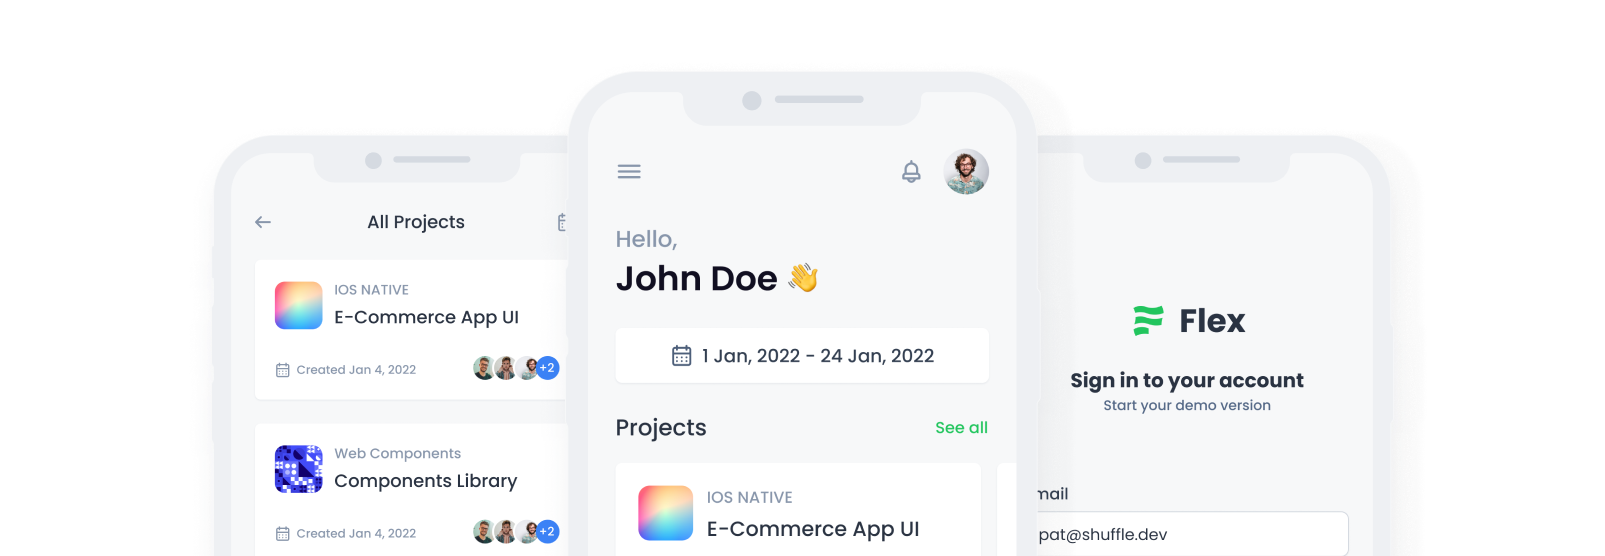 All Projects
IOS NATIVE
E-Commerce App UI
Created Jan 4, 2022
+2
Web Components
Components Library
Created Jan 4, 2022
+2
Hello,
John Doe 👋
1 Jan, 2022 - 24 Jan, 2022
Projects
See all
IOS NATIVE
E-Commerce App UI
Flex
Sign in to your account
Start your demo version
mail
pat@shuffle.dev